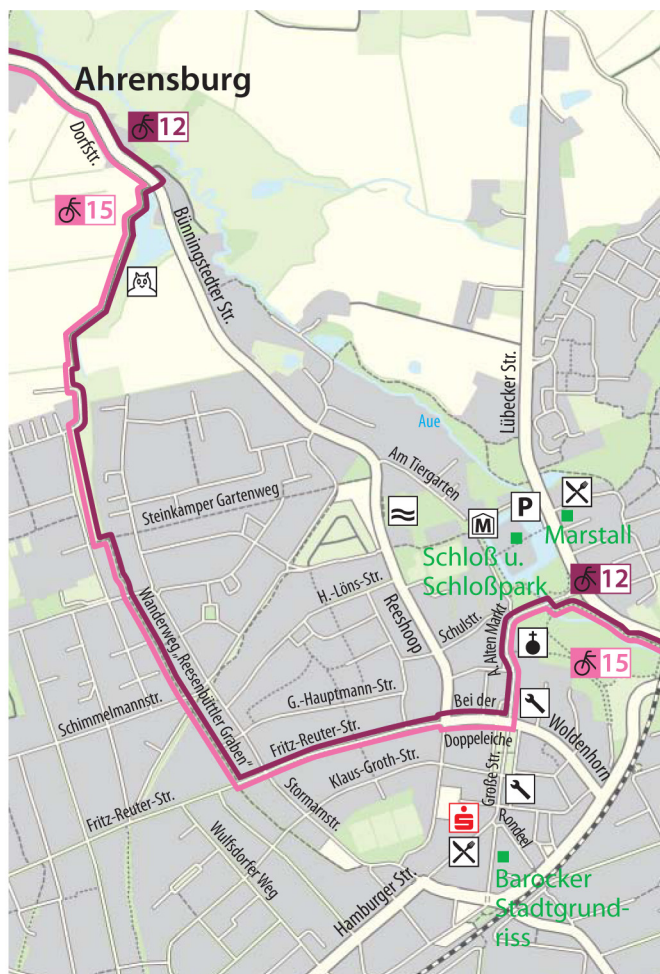 Ahrensburg
12
Dorfstr.
15
Bünningstedter Str.
Lübecker Str.
Aue
Am Tiergarten
Steinkamper Gartenweg
P
M
Marstall
Schloß u.
Schloßpark
12
H.-Löns-Str.
Reeshoop
Schulstr.
A. Alten Markt
15
Wanderweg „Reesenbüttler Graben“
G.-Hauptmann-Str.
Schimmelmannstr.
Bei der
Doppeleiche
Fritz-Reuter-Str.
Woldenhorn
Klaus-Groth-Str.
Große Str.
Fritz-Reuter-Str.
Stormarnstr.
Rondeel
Wulfsdorfer Weg
Hamburger Str.
Barocker
Stadtgrund-
riss